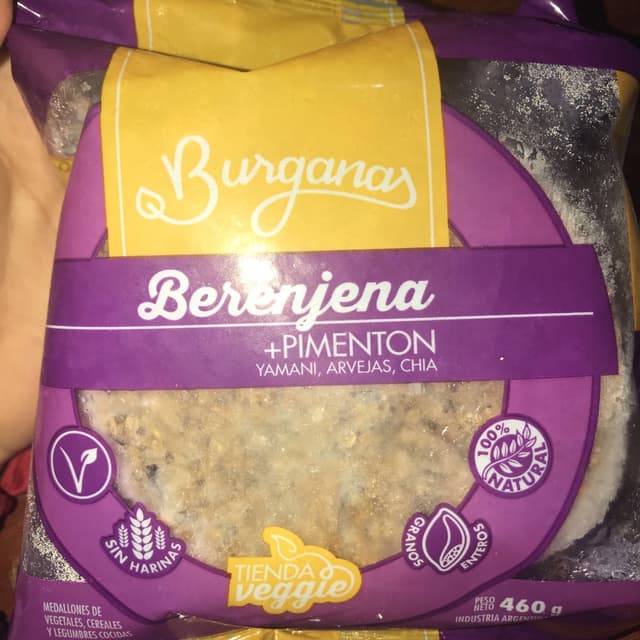 Burganas
Berenjena
+PIMENTON
YAMANI, ARVEJAS, CHIA
100%
NATURAL
V
SIN HARINAS
GRANOS
ENTEROS
TIENDA
veggie
MEDALLONES DE
VEGETALES, CEREALES
Y LEGUMBRES COCIDAS
PESO
NETO 460 g
INDUSTRIA